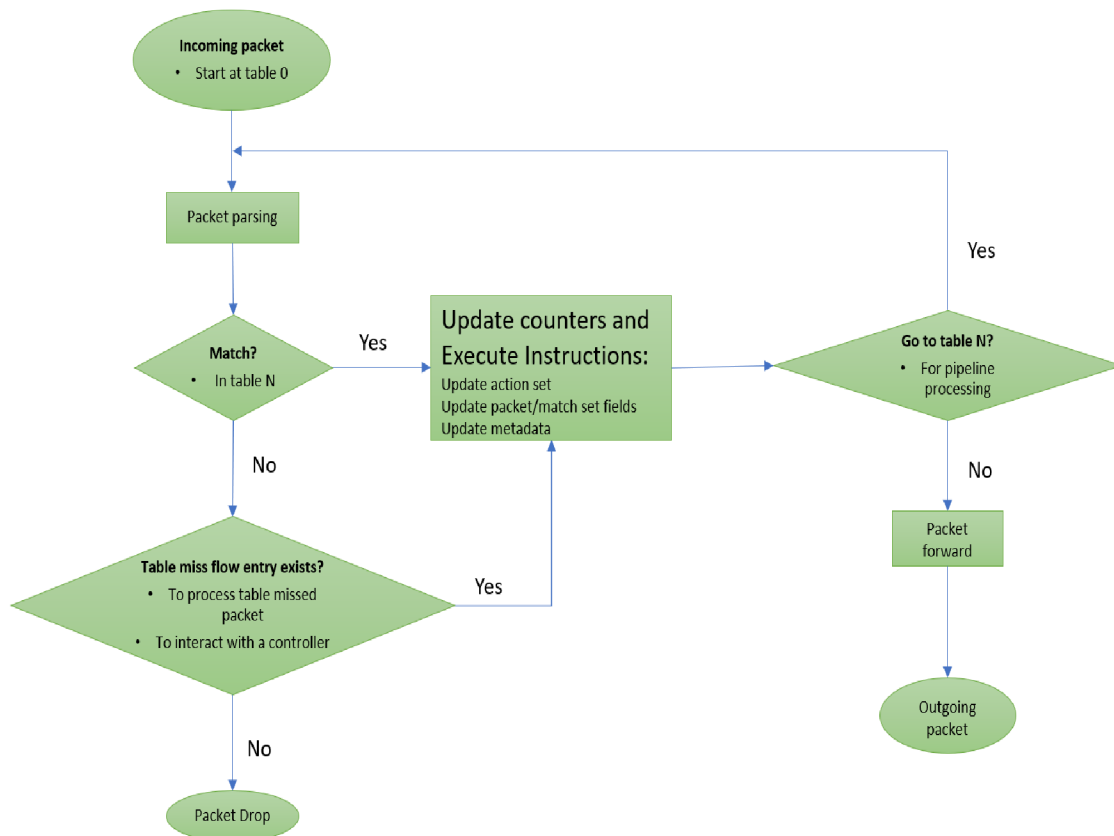 Incoming packet
• Start at table 0
Packet parsing
Yes
Match?
• In table N
Yes
Update counters and
Execute Instructions:
Update action set
Update packet/match set fields
Update metadata
Go to table N?
• For pipeline
processing
No
No
Packet
forward
Table miss flow entry exists?
• To process table missed
packet
• To interact with a controller
Yes
Outgoing
packet
No
Packet Drop